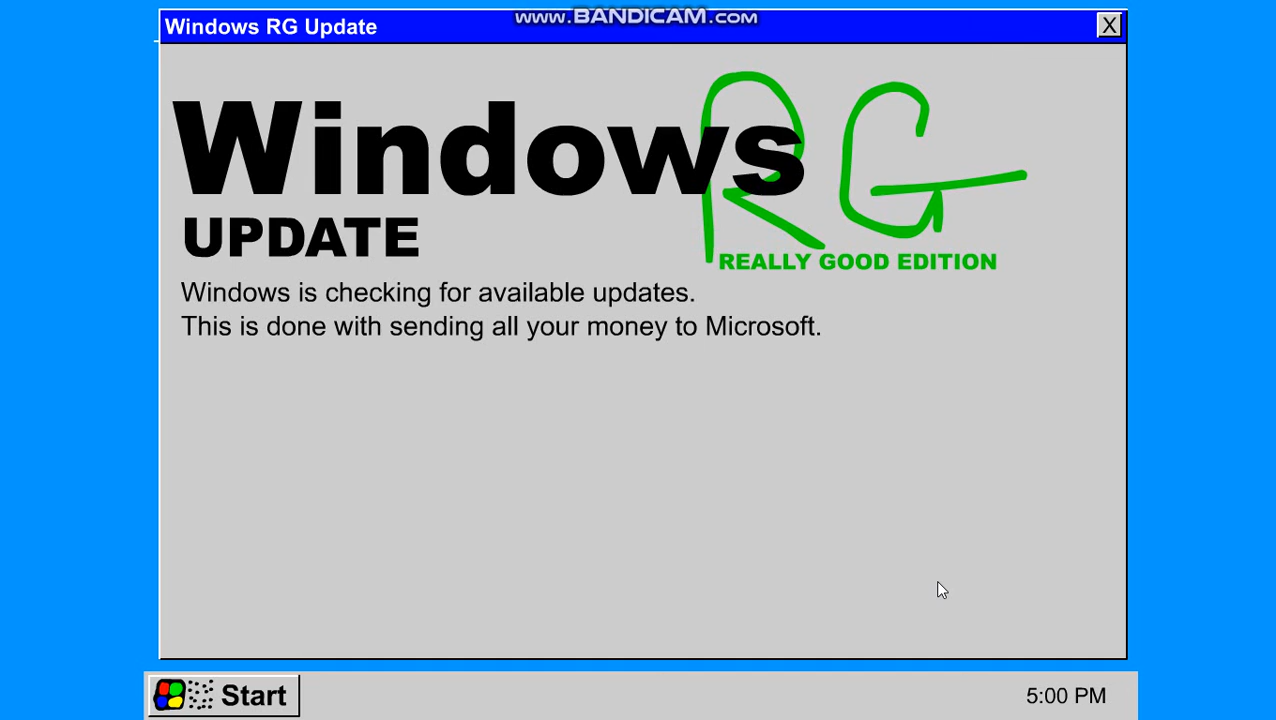 www.BANDICAM.com
Windows RG Update
X
Windows RG
UPDATE
REALLY GOOD EDITION
Windows is checking for available updates.
This is done with sending all your money to Microsoft.
Start
5:00 PM